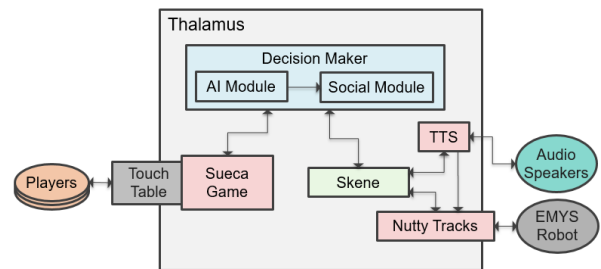 Thalamus
Decision Maker
AI Module
Social Module
TTS
Audio
Speakers
Players
Touch
Table
Sueca
Game
Skene
Nutty Tracks
EMYS
Robot